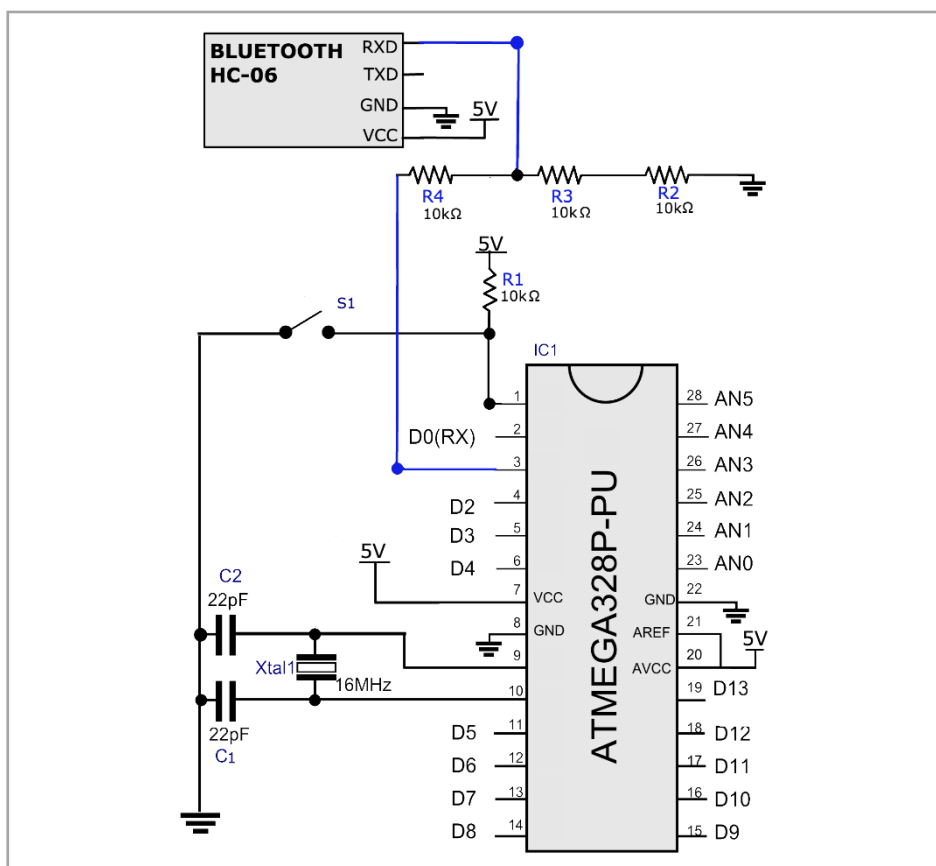 BLUETOOTH
HC-06
RXD
TXD
GND
VCC
5V
R4
10kΩ
R3
10kΩ
R2
10kΩ
5V
R1
10kΩ
S1
IC1
1
D0(RX) 2
3
D2 4
D3 5
D4 6
5V
7 VCC
8 GND
9
10
D5 11
D6 12
D7 13
D8 14
ATMEGA328P-PU
28 AN5
27 AN4
26 AN3
25 AN2
24 AN1
23 AN0
GND 22
AREF 21
5V
AVCC 20
19 D13
18 D12
17 D11
16 D10
15 D9
C2
22pF
Xtal1
16MHz
22pF
C1